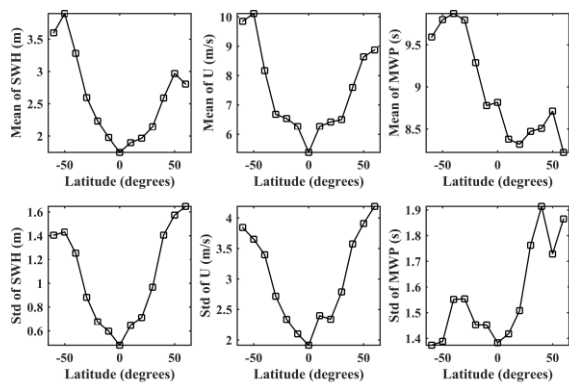 Mean of SWH (m)
3.5
3
2.5
2
-50 0 50
Latitude (degrees)
Mean of U (m/s)
10
9
8
7
6
-50 0 50
Latitude (degrees)
Mean of MWP (s)
9.5
9
8.5
-50 0 50
Latitude (degrees)
Std of SWH (m)
1.6
1.4
1.2
1
0.8
0.6
-50 0 50
Latitude (degrees)
Std of U (m/s)
4
3.5
3
2.5
2
-50 0 50
Latitude (degrees)
Std of MWP (s)
1.9
1.8
1.7
1.6
1.5
1.4
-50 0 50
Latitude (degrees)